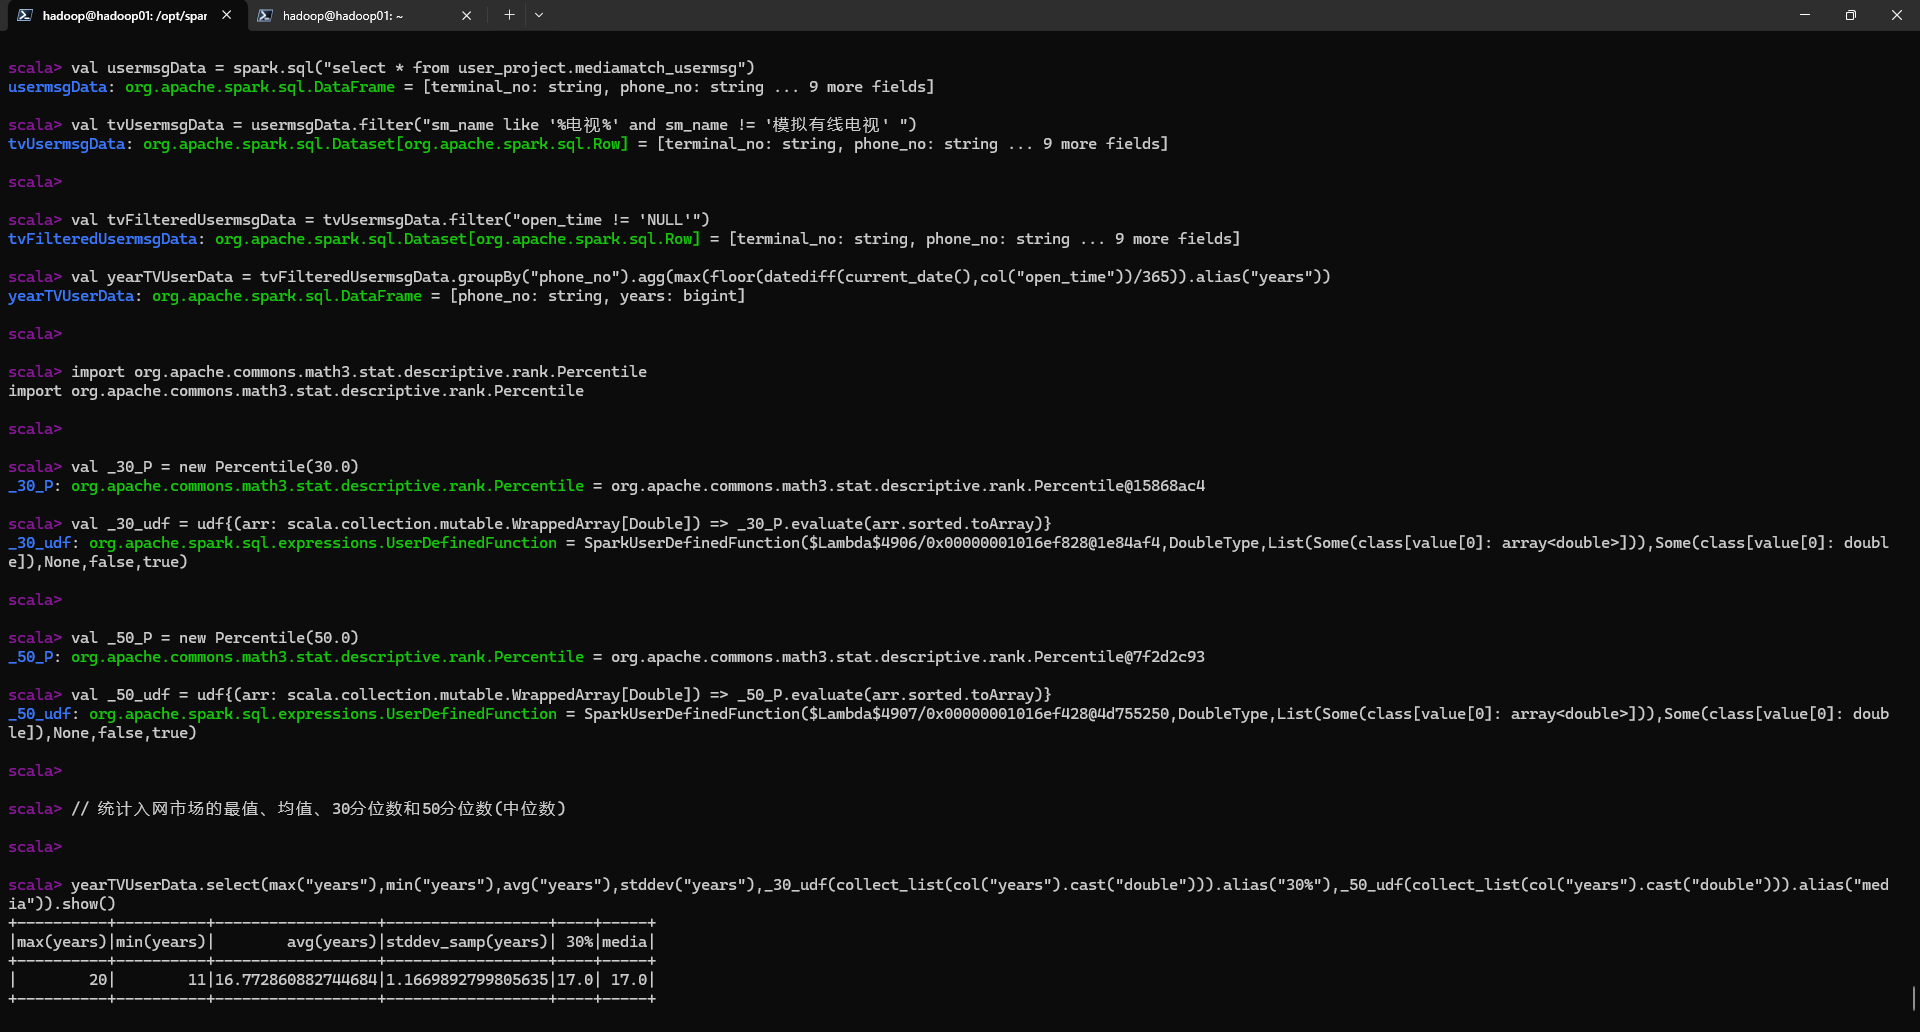 hadoop@hadoop01: /opt/spar
hadoop@hadoop01: ~
scala> val usermsgData = spark.sql("select * from user_project.mediamatch_usermsg")
usermsgData: org.apache.spark.sql.DataFrame = [terminal_no: string, phone_no: string ... 9 more fields]
scala> val tvUsermsgData = usermsgData.filter("sm_name like '%电视%' and sm_name != '模拟有线电视' ")
tvUsermsgData: org.apache.spark.sql.Dataset[org.apache.spark.sql.Row] = [terminal_no: string, phone_no: string ... 9 more fields]
scala>
scala> val tvFilteredUsermsgData = tvUsermsgData.filter("open_time != 'NULL'")
tvFilteredUsermsgData: org.apache.spark.sql.Dataset[org.apache.spark.sql.Row] = [terminal_no: string, phone_no: string ... 9 more fields]
scala> val yearTVUserData = tvFilteredUsermsgData.groupBy("phone_no").agg(max(floor(datediff(current_date(),col("open_time"))/365)).alias("years"))
yearTVUserData: org.apache.spark.sql.DataFrame = [phone_no: string, years: bigint]
scala>
scala> import org.apache.commons.math3.stat.descriptive.rank.Percentile
import org.apache.commons.math3.stat.descriptive.rank.Percentile
scala>
scala> val _30_P = new Percentile(30.0)
_30_P: org.apache.commons.math3.stat.descriptive.rank.Percentile = org.apache.commons.math3.stat.descriptive.rank.Percentile@15868ac4
scala> val _30_udf = udf{(arr: scala.collection.mutable.WrappedArray[Double]) => _30_P.evaluate(arr.sorted.toArray)}
_30_udf: org.apache.spark.sql.expressions.UserDefinedFunction = SparkUserDefinedFunction($Lambda$4906/0x00000001016ef828@1e84af4,DoubleType,List(Some(class[value[0]: array<double>])),Some(class[value[0]: doubl
e]),None,false,true)
scala>
scala> val _50_P = new Percentile(50.0)
_50_P: org.apache.commons.math3.stat.descriptive.rank.Percentile = org.apache.commons.math3.stat.descriptive.rank.Percentile@7f2d2c93
scala> val _50_udf = udf{(arr: scala.collection.mutable.WrappedArray[Double]) => _50_P.evaluate(arr.sorted.toArray)}
_50_udf: org.apache.spark.sql.expressions.UserDefinedFunction = SparkUserDefinedFunction($Lambda$4907/0x00000001016ef428@4d755250,DoubleType,List(Some(class[value[0]: array<double>])),Some(class[value[0]: doub
le]),None,false,true)
scala>
scala> // 统计入网市场的最值、均值、30分位数和50分位数(中位数)
scala>
scala> yearTVUserData.select(max("years"),min("years"),avg("years"),stddev("years"),_30_udf(collect_list(col("years").cast("double"))).alias("30%"),_50_udf(collect_list(col("years").cast("double"))).alias("med
ia")).show()
+----------+----------+------------------+------------------+----+-----+
|max(years)|min(years)|        avg(years)|stddev_samp(years)| 30%|media|
+----------+----------+------------------+------------------+----+-----+
|        20|        11|16.772860882744684|1.1669892799805635|17.0| 17.0|
+----------+----------+------------------+------------------+----+-----+